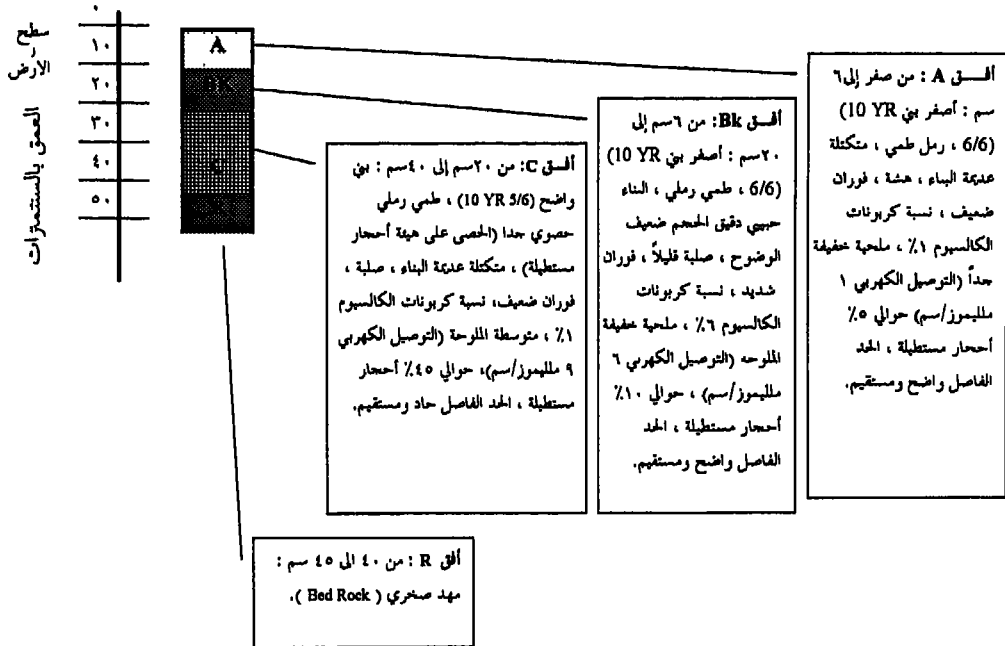 سطح
الأرض
العمق بالسنتمترات
٠
١٠
٢٠
٣٠
٤٠
٥٠
A
BK
C
أفـــق A : من صفر إلى٦
سم : أصفر بني (10 YR
6/6) ، رمل طمي ، متكتلة
عديمة البناء ، هشة ، فوران
ضعيف ، نسبة كربونات
الكالسيوم ١٪ ، ملحية خفيفة
جداً (التوصيل الكهربي ١
ملليموز/سم) حوالي ٥٪
أحجار مستطيلة ، الحد
الفاصل واضح ومستقيم.
أفـــق Bk: من ٦سم إلى
٢٠سم : أصفر بني (10 YR
6/6) ، طمي رملي ، البناء
حبيبي دقيق الحجم ضعيف
الوضوح ، صلبة قليلاً ، فوران
شديد ، نسبة كربونات
الكالسيوم ٦٪ ، ملحية خفيفة
الملوحه (التوصيل الكهربي ٦
ملليموز/سم) ، حوالي ١٠٪
أحجار مستطيلة ، الحد
الفاصل واضح ومستقيم.
أفـــق C: من ٢٠سم إلى ٤٠سم : بني
واضح (10 YR 5/6) ، طمي رملي
حصوي جدا (الحصى على هيئة أحجار
مستطيلة) ، متكتلة عديمة البناء ، صلبة ،
فوران ضعيف، نسبة كربونات الكالسيوم
١٪ ، متوسطة الملوحة (التوصيل الكهربي
٩ ملليموز/سم)، حوالي ٤٥٪ أحجار
مستطيلة ، الحد الفاصل حاد ومستقيم.
أفق R : من ٤٠ الى ٤٥ سم :
مهد صخري ( Bed Rock ).